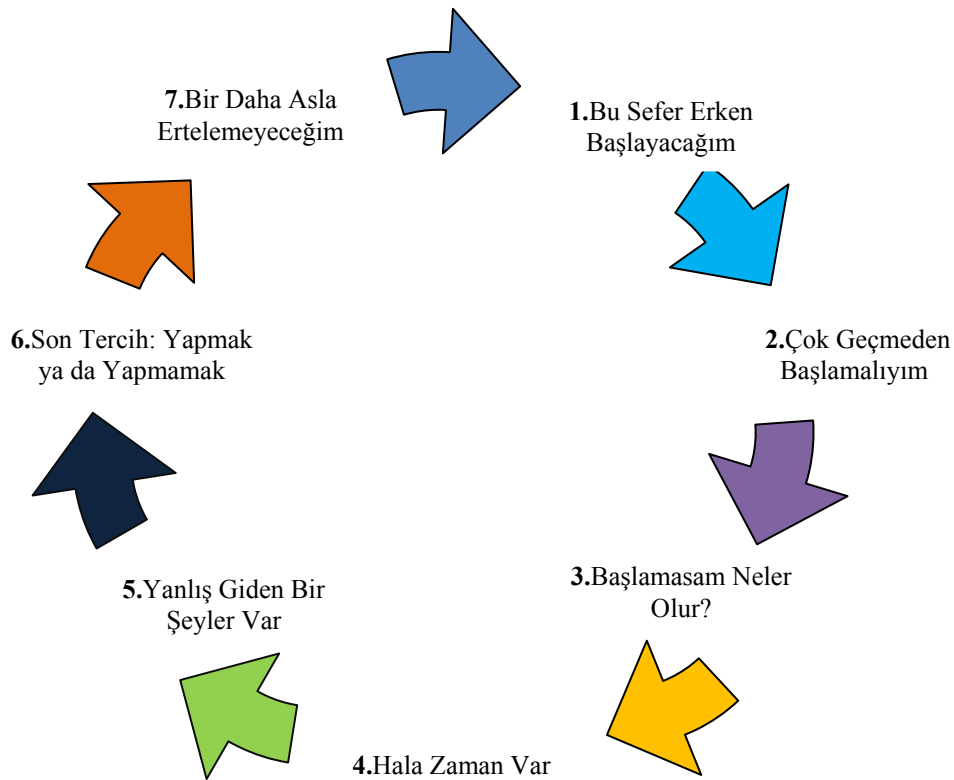 7.Bir Daha Asla
Ertelemeyeceğim
1.Bu Sefer Erken
Başlayacağım
6.Son Tercih: Yapmak
ya da Yapmamak
2.Çok Geçmeden
Başlamalıyım
5.Yanlış Giden Bir
Şeyler Var
3.Başlamasam Neler
Olur?
4.Hala Zaman Var